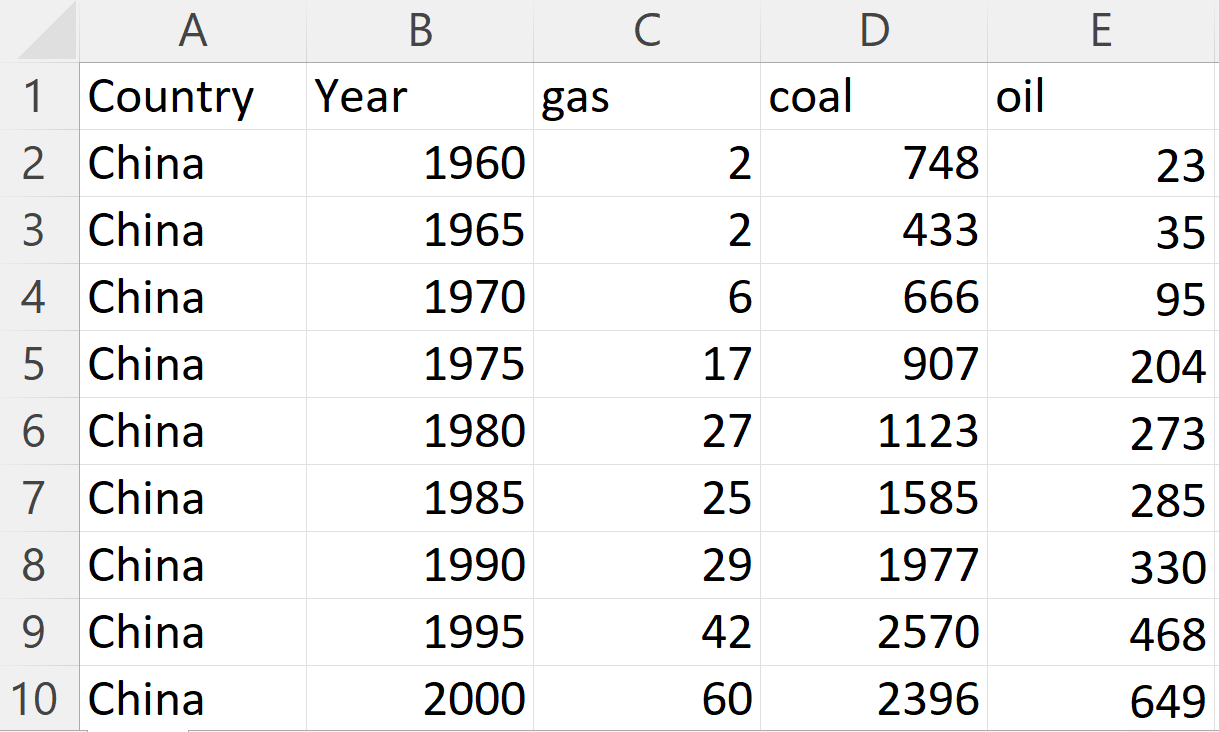 A B C D E
1 Country Year gas coal oil
2 China 1960 2 748 23
3 China 1965 2 433 35
4 China 1970 6 666 95
5 China 1975 17 907 204
6 China 1980 27 1123 273
7 China 1985 25 1585 285
8 China 1990 29 1977 330
9 China 1995 42 2570 468
10 China 2000 60 2396 649